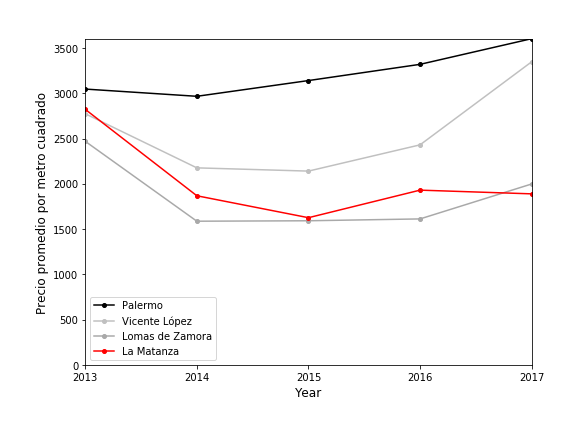 3500
3000
2500
2000
1500
1000
500
0
Precio promedio por metro cuadrado
Palermo
Vicente López
Lomas de Zamora
La Matanza
2013 2014 2015 2016 2017
Year